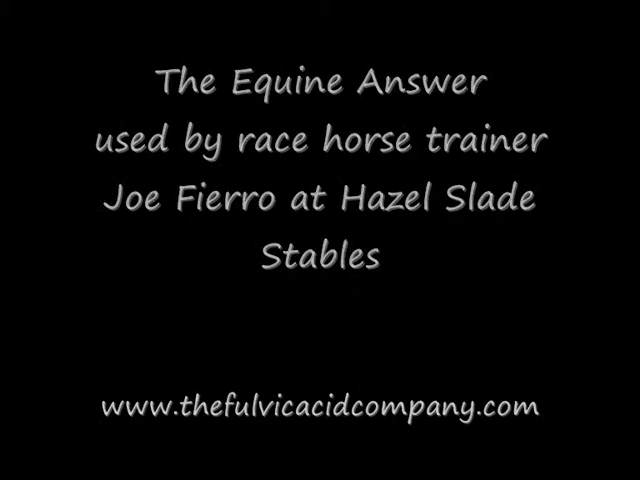 The Equine Answer
used by race horse trainer
Joe Fierro at Hazel Slade
Stables
www.thefulvicacidcompany.com